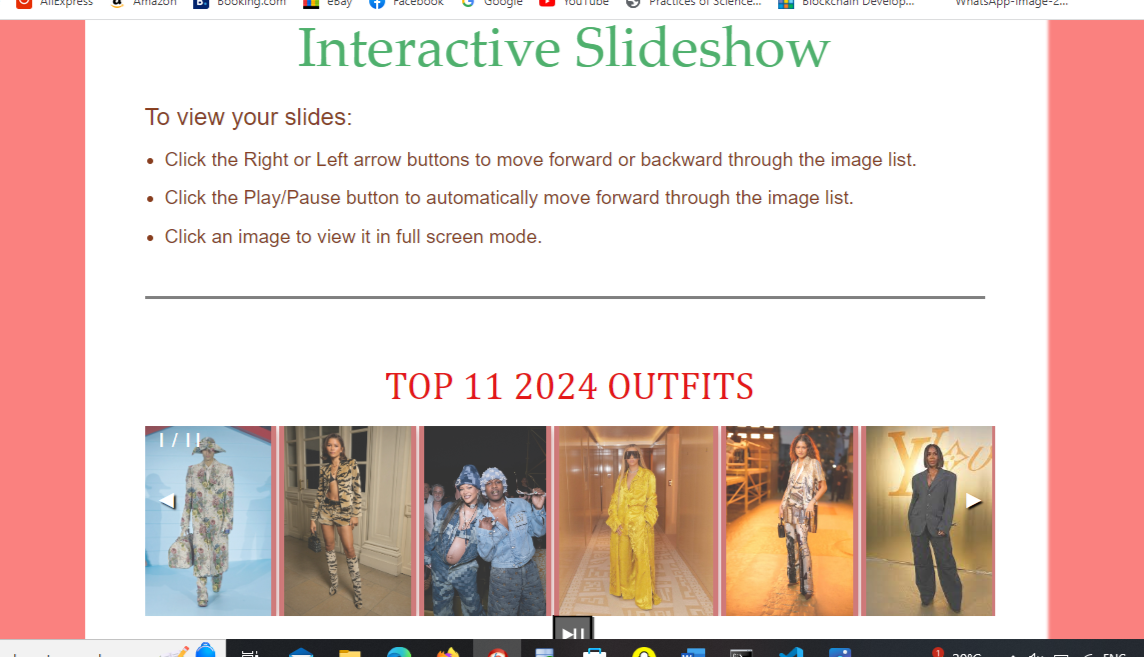 AliExpress Amazon Booking.com eBay Facebook Google YouTube Practices of Science... Blockchain Develop... WhatsApp-Image-2...
Interactive Slideshow
To view your slides:
• Click the Right or Left arrow buttons to move forward or backward through the image list.
• Click the Play/Pause button to automatically move forward through the image list.
• Click an image to view it in full screen mode.
TOP 11 2024 OUTFITS
1 / 11